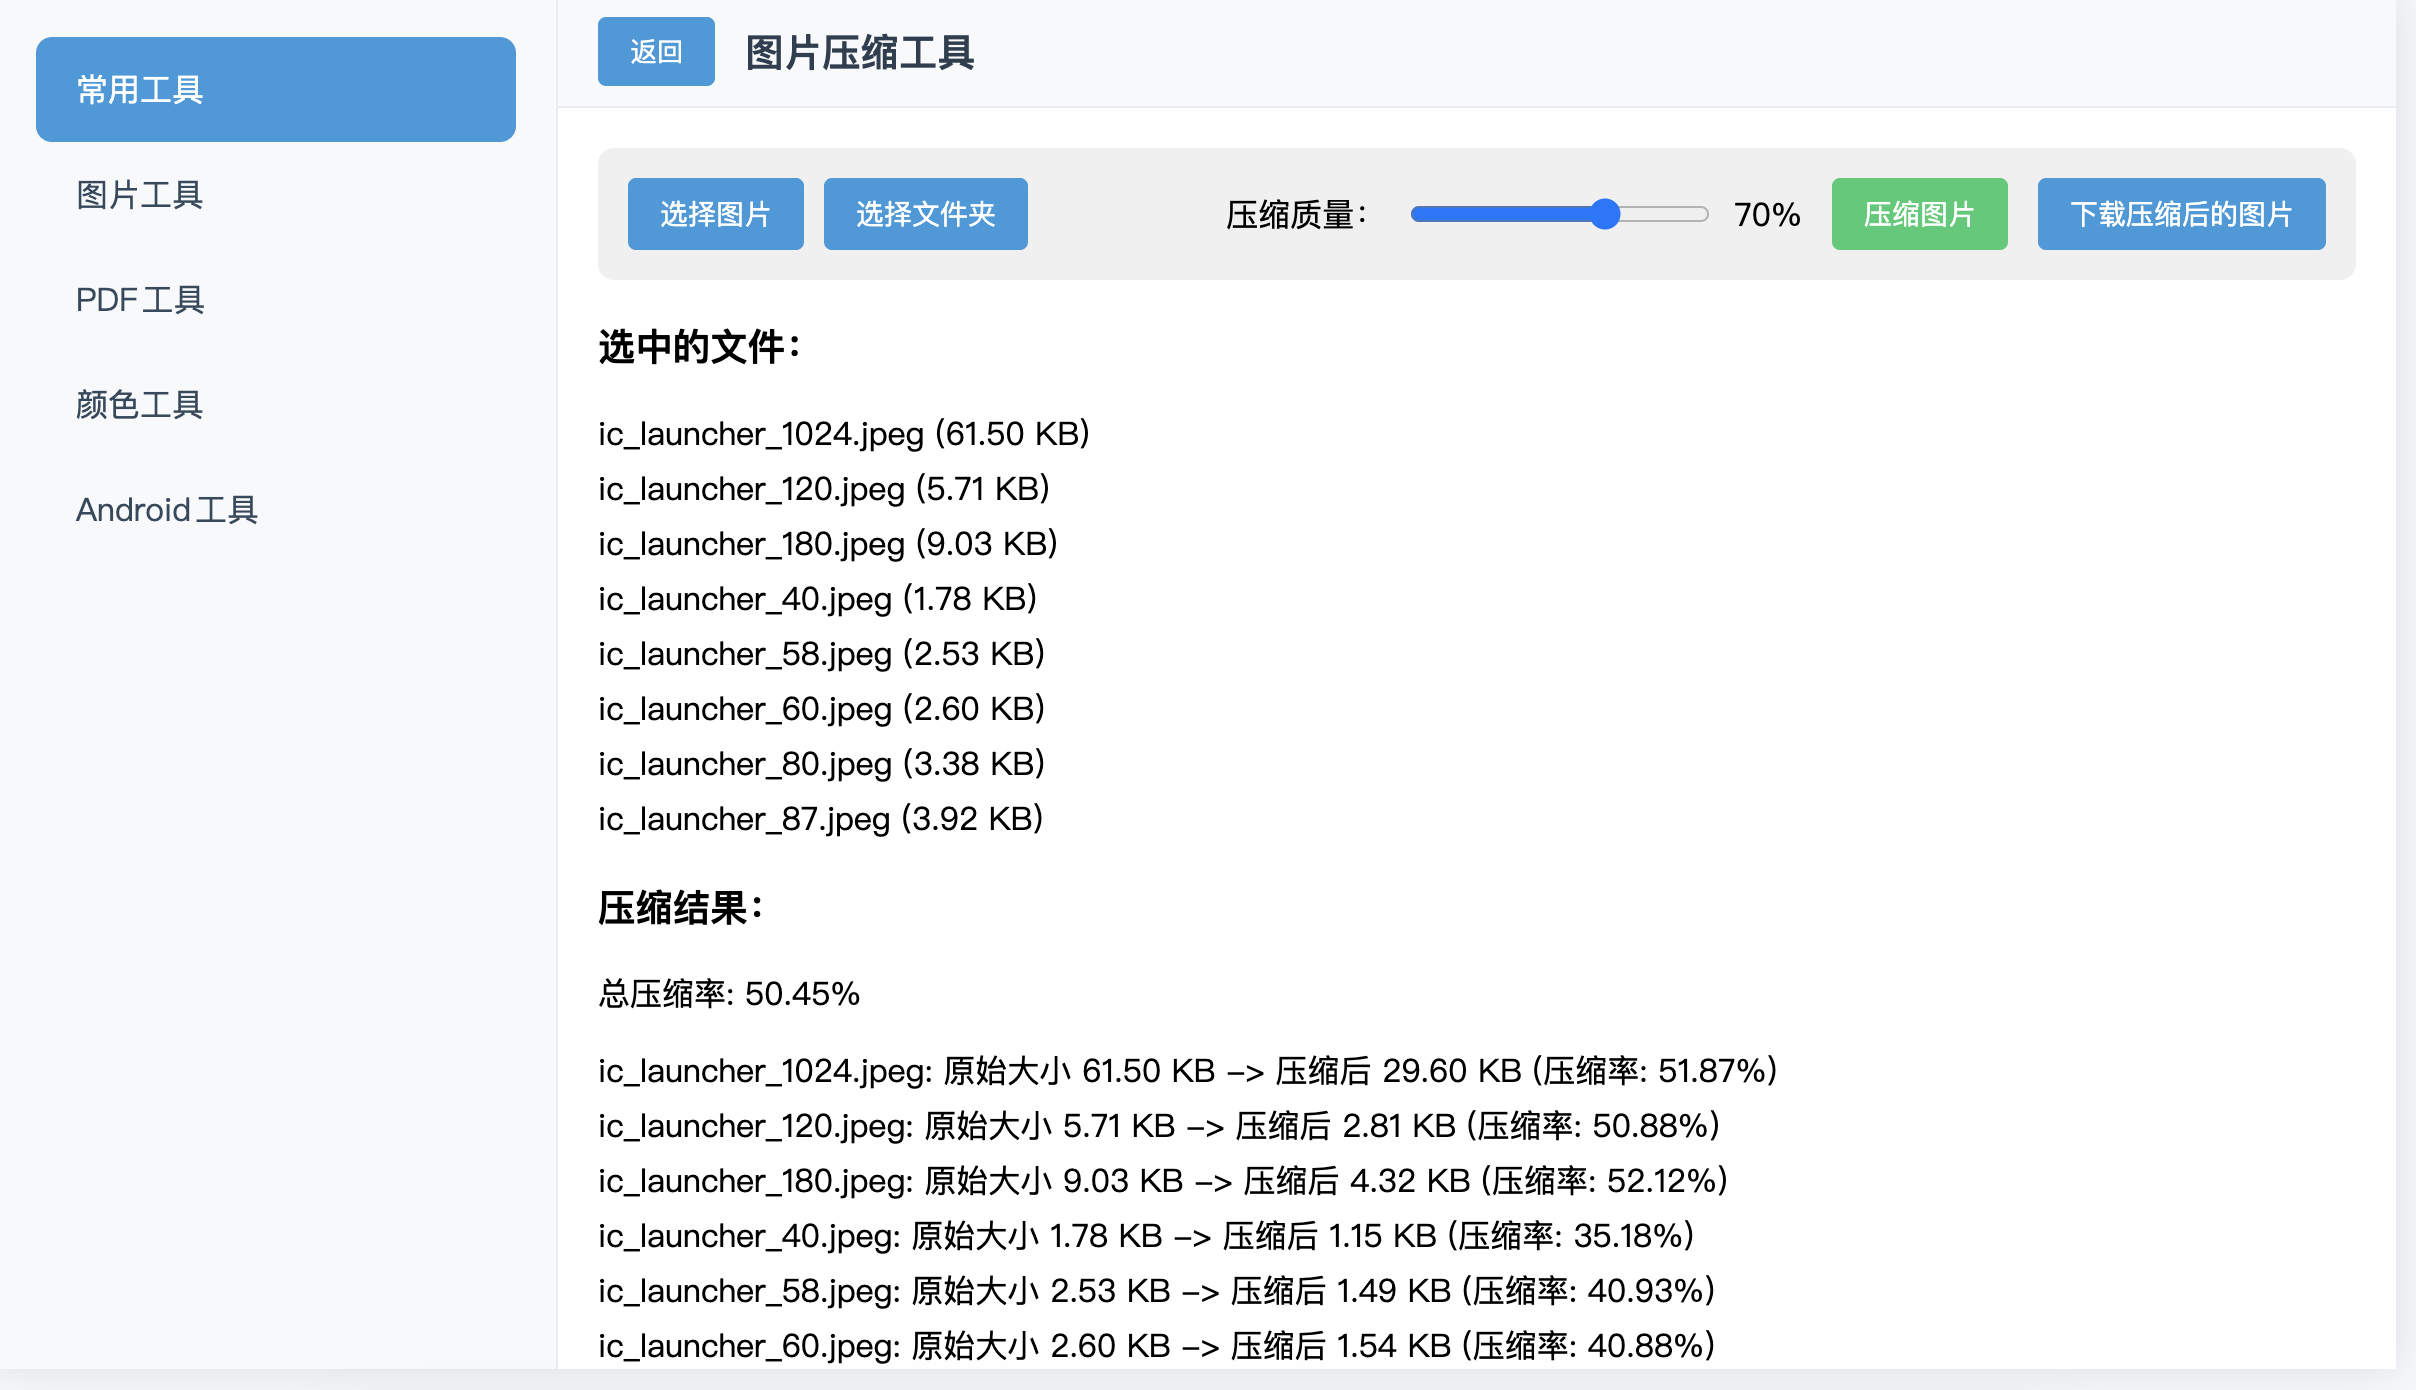 常用工具
图片工具
PDF工具
颜色工具
Android工具
返回
图片压缩工具
选择图片
选择文件夹
压缩质量：
70%
压缩图片
下载压缩后的图片
选中的文件：
ic_launcher_1024.jpeg (61.50 KB)
ic_launcher_120.jpeg (5.71 KB)
ic_launcher_180.jpeg (9.03 KB)
ic_launcher_40.jpeg (1.78 KB)
ic_launcher_58.jpeg (2.53 KB)
ic_launcher_60.jpeg (2.60 KB)
ic_launcher_80.jpeg (3.38 KB)
ic_launcher_87.jpeg (3.92 KB)
压缩结果：
总压缩率: 50.45%
ic_launcher_1024.jpeg: 原始大小 61.50 KB -> 压缩后 29.60 KB (压缩率: 51.87%)
ic_launcher_120.jpeg: 原始大小 5.71 KB -> 压缩后 2.81 KB (压缩率: 50.88%)
ic_launcher_180.jpeg: 原始大小 9.03 KB -> 压缩后 4.32 KB (压缩率: 52.12%)
ic_launcher_40.jpeg: 原始大小 1.78 KB -> 压缩后 1.15 KB (压缩率: 35.18%)
ic_launcher_58.jpeg: 原始大小 2.53 KB -> 压缩后 1.49 KB (压缩率: 40.93%)
ic_launcher_60.jpeg: 原始大小 2.60 KB -> 压缩后 1.54 KB (压缩率: 40.88%)